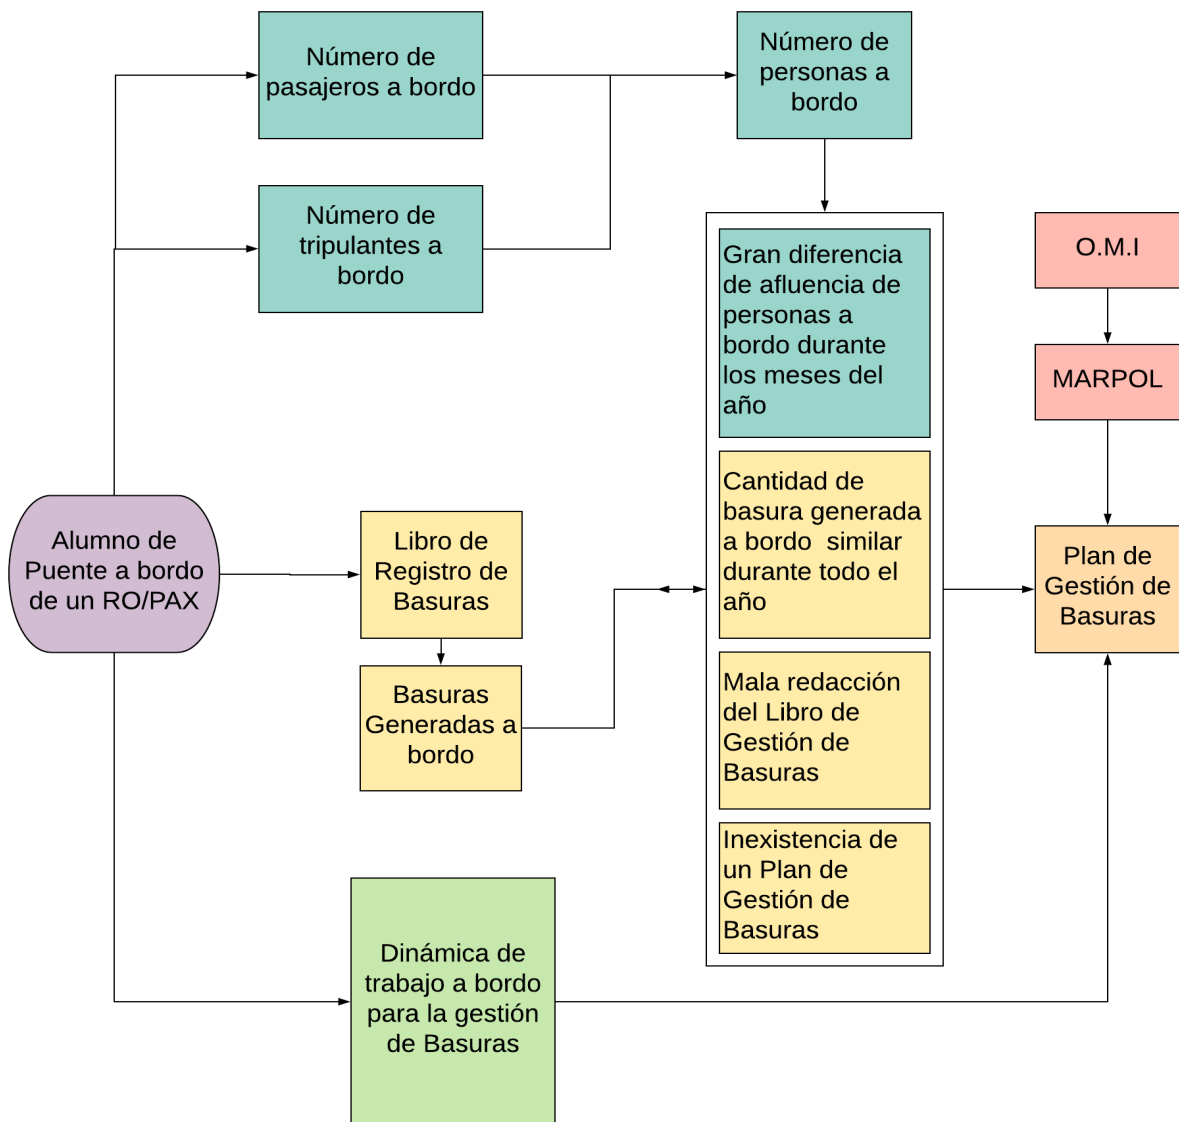 Número de
pasajeros a bordo
Número de
personas a
bordo
Número de
tripulantes a
bordo
Gran diferencia
de afluencia de
personas a
bordo durante
los meses del
año
O.M.I
MARPOL
Cantidad de
basura generada
a bordo similar
durante todo el
año
Alumno de
Puente a bordo
de un RO/PAX
Libro de
Registro de
Basuras
Plan de
Gestión de
Basuras
Basuras
Generadas a
bordo
Mala redacción
del Libro de
Gestión de
Basuras
Inexistencia de
un Plan de
Gestión de
Basuras
Dinámica de
trabajo a bordo
para la gestión
de Basuras